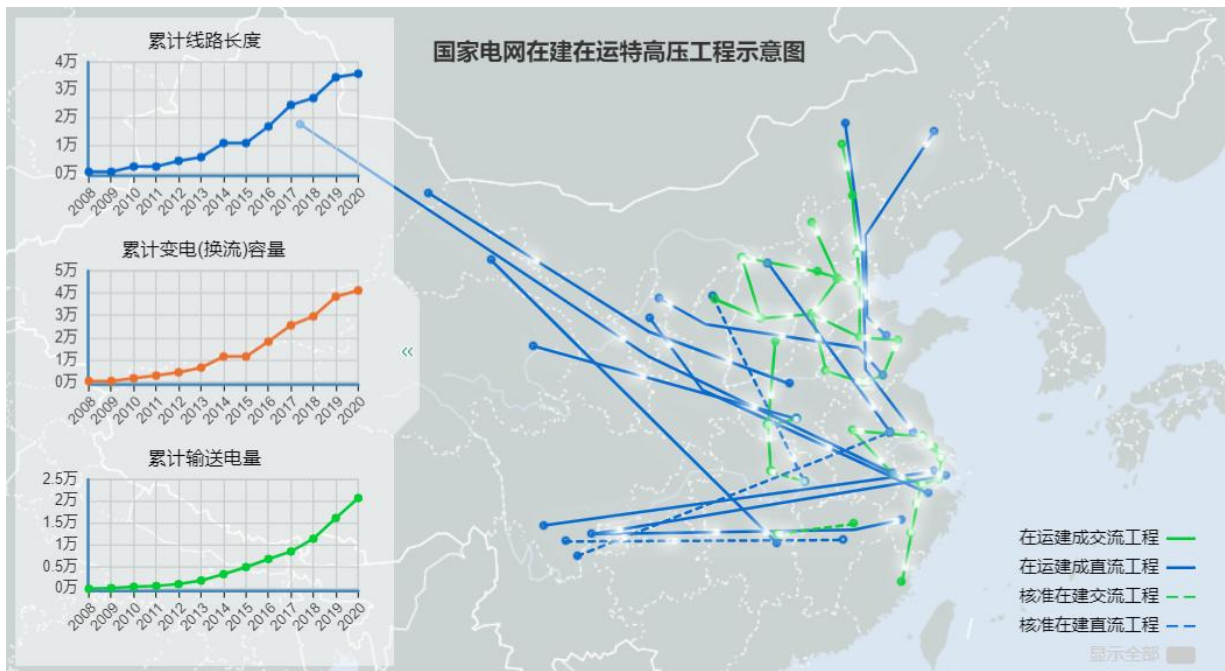 国家电网在建在运特高压工程示意图
累计线路长度
4万
3万
2万
1万
0万
2008 2009 2010 2011 2012 2013 2014 2015 2016 2017 2018 2019 2020
累计变电(换流)容量
5万
4万
3万
2万
1万
0万
2008 2009 2010 2011 2012 2013 2014 2015 2016 2017 2018 2019 2020
累计输送电量
2.5万
2万
1.5万
1万
0.5万
0万
2008 2009 2010 2011 2012 2013 2014 2015 2016 2017 2018 2019 2020
«
在运建成交流工程
在运建成直流工程
核准在建交流工程
核准在建直流工程
显示全部